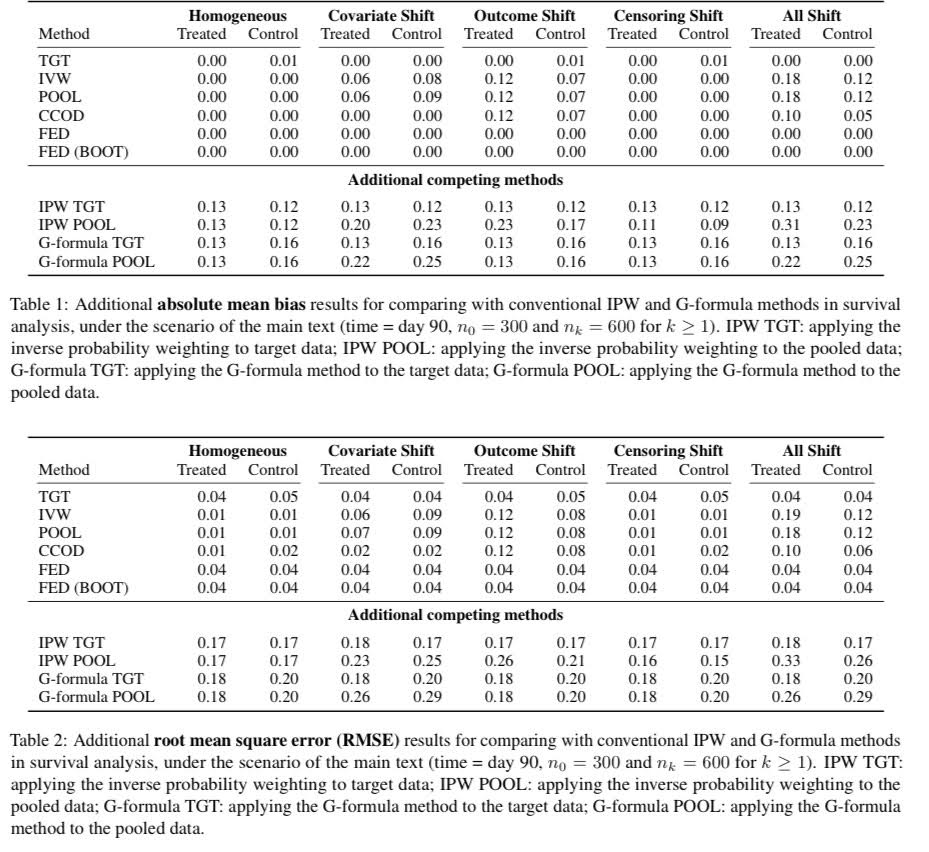 Homogeneous Covariate Shift Outcome Shift Censoring Shift All Shift
Method Treated Control Treated Control Treated Control Treated Control Treated Control
TGT 0.00 0.01 0.00 0.00 0.00 0.01 0.00 0.01 0.00 0.00
IVW 0.00 0.00 0.06 0.08 0.12 0.07 0.00 0.00 0.18 0.12
POOL 0.00 0.00 0.06 0.09 0.12 0.07 0.00 0.00 0.18 0.12
CCOD 0.00 0.00 0.00 0.00 0.12 0.07 0.00 0.00 0.10 0.05
FED 0.00 0.00 0.00 0.00 0.00 0.00 0.00 0.00 0.00 0.00
FED (BOOT) 0.00 0.00 0.00 0.00 0.00 0.00 0.00 0.00 0.00 0.00
Additional competing methods
IPW TGT 0.13 0.12 0.13 0.12 0.13 0.12 0.13 0.12 0.13 0.12
IPW POOL 0.13 0.12 0.20 0.23 0.23 0.17 0.11 0.09 0.31 0.23
G-formula TGT 0.13 0.16 0.13 0.16 0.13 0.16 0.13 0.16 0.13 0.16
G-formula POOL 0.13 0.16 0.22 0.25 0.13 0.16 0.13 0.16 0.22 0.25
Table 1: Additional absolute mean bias results for comparing with conventional IPW and G-formula methods in survival
analysis, under the scenario of the main text (time = day 90, n₀ = 300 and nₖ = 600 for k ≥ 1). IPW TGT: applying the
inverse probability weighting to target data; IPW POOL: applying the inverse probability weighting to the pooled data;
G-formula TGT: applying the G-formula method to the target data; G-formula POOL: applying the G-formula method to the
pooled data.
Homogeneous Covariate Shift Outcome Shift Censoring Shift All Shift
Method Treated Control Treated Control Treated Control Treated Control Treated Control
TGT 0.04 0.05 0.04 0.04 0.04 0.05 0.04 0.05 0.04 0.04
IVW 0.01 0.01 0.06 0.09 0.12 0.08 0.01 0.01 0.19 0.12
POOL 0.01 0.01 0.07 0.09 0.12 0.08 0.01 0.01 0.18 0.12
CCOD 0.01 0.02 0.02 0.02 0.12 0.08 0.01 0.02 0.10 0.06
FED 0.04 0.04 0.04 0.04 0.04 0.04 0.04 0.04 0.04 0.04
FED (BOOT) 0.04 0.04 0.04 0.04 0.04 0.04 0.04 0.04 0.04 0.04
Additional competing methods
IPW TGT 0.17 0.17 0.18 0.17 0.17 0.17 0.17 0.17 0.18 0.17
IPW POOL 0.17 0.17 0.23 0.25 0.26 0.21 0.16 0.15 0.33 0.26
G-formula TGT 0.18 0.20 0.18 0.20 0.18 0.20 0.18 0.20 0.18 0.20
G-formula POOL 0.18 0.20 0.26 0.29 0.18 0.20 0.18 0.20 0.26 0.29
Table 2: Additional root mean square error (RMSE) results for comparing with conventional IPW and G-formula methods
in survival analysis, under the scenario of the main text (time = day 90, n₀ = 300 and nₖ = 600 for k ≥ 1). IPW TGT:
applying the inverse probability weighting to target data; IPW POOL: applying the inverse probability weighting to the
pooled data; G-formula TGT: applying the G-formula method to the target data; G-formula POOL: applying the G-formula
method to the pooled data.